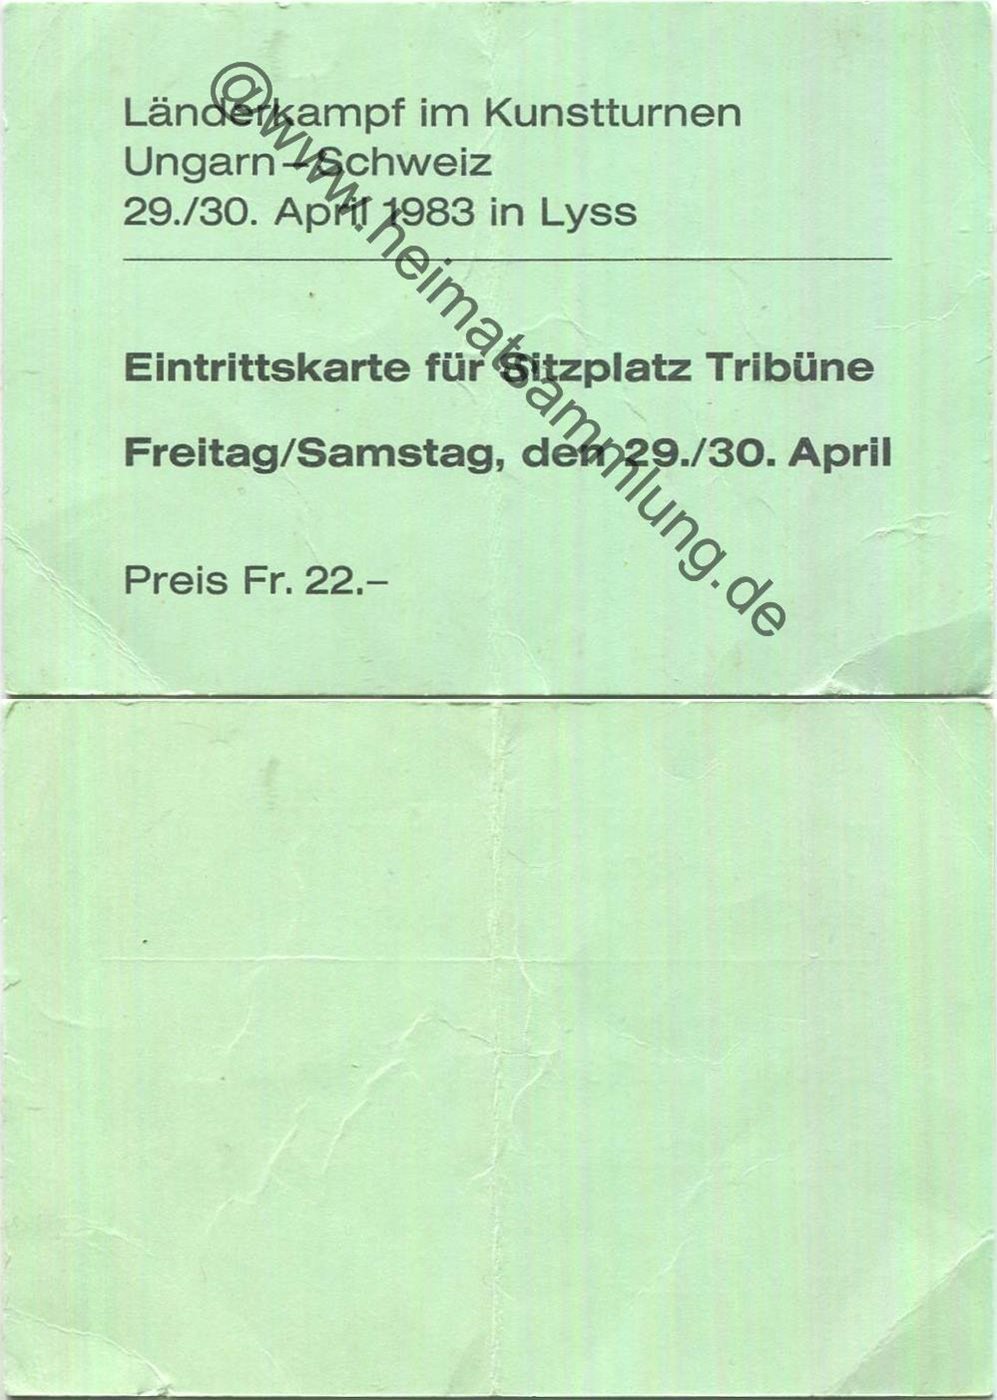 Länderkampf im Kunstturnen
Ungarn–Schweiz
29./30. April 1983 in Lyss
Eintrittskarte für Sitzplatz Tribüne
Freitag/Samstag, den 29./30. April
Preis Fr. 22.–
@www.heimatsammlung.de